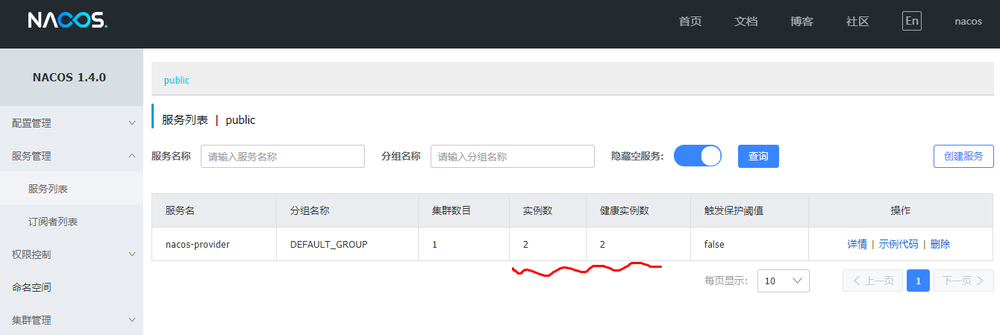 NACOS. 首页 文档 博客 社区 En nacos
NACOS 1.4.0
配置管理
服务管理
服务列表
订阅者列表
权限控制
命名空间
集群管理
public
服务列表 | public
服务名称 请输入服务名称 分组名称 请输入分组名称 隐藏空服务: 查询 创建服务
服务名 分组名称 集群数目 实例数 健康实例数 触发保护阈值 操作
nacos-provider DEFAULT_GROUP 1 2 2 false 详情 | 示例代码 | 删除
每页显示: 10 上一页 1 下一页